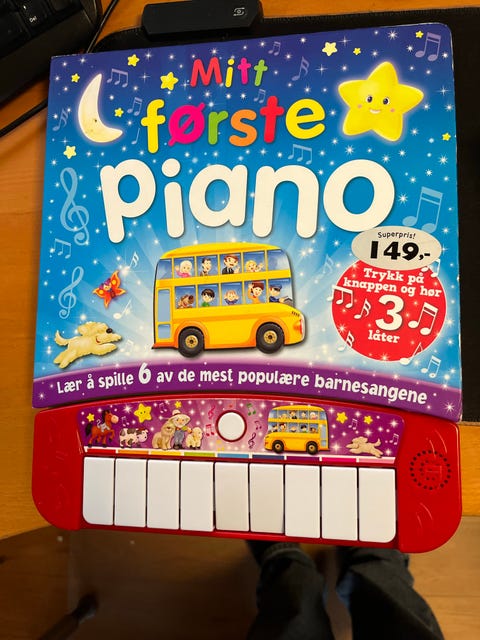 Mitt
første
piano
Superpris!
149,-
Trykk på
knappen og hør
3
låter
Lær å spille 6 av de mest populære barnesangene